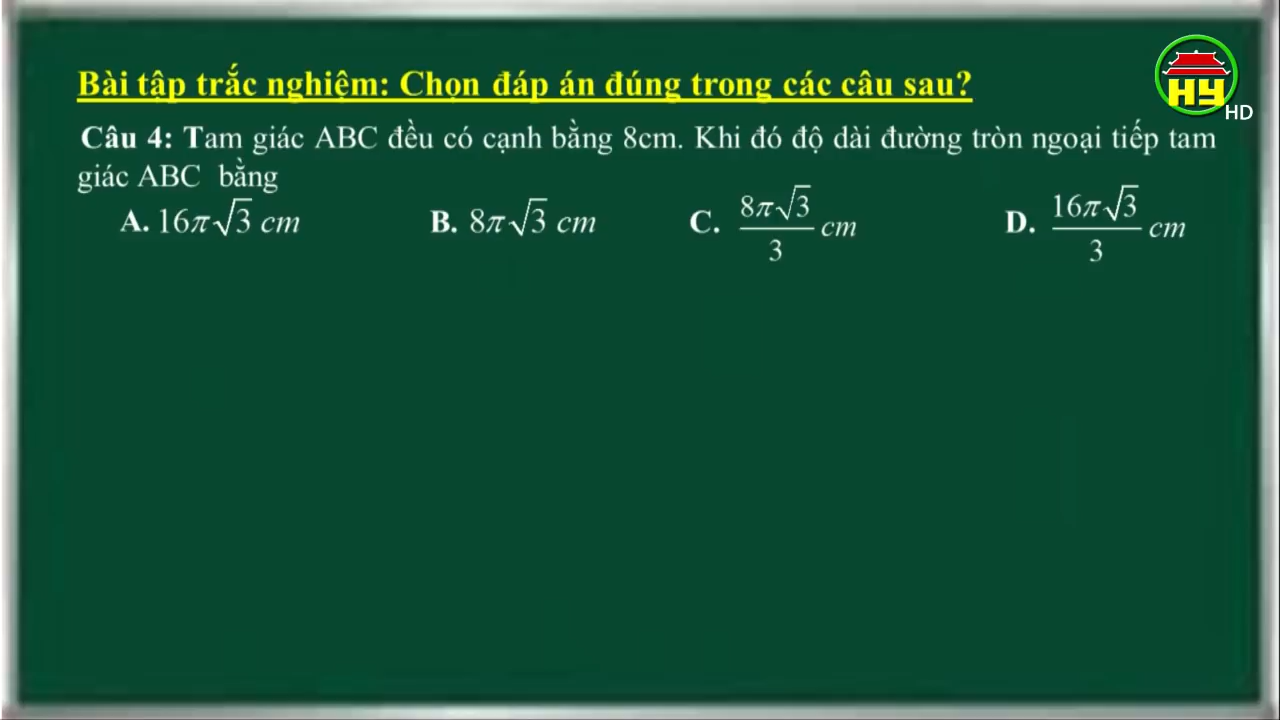 Bài tập trắc nghiệm: Chọn đáp án đúng trong các câu sau?
HY
HD
Câu 4: Tam giác ABC đều có cạnh bằng 8cm. Khi đó độ dài đường tròn ngoại tiếp tam
giác ABC bằng
A. 16π√3 cm B. 8π√3 cm C. 8π√3/3 cm D. 16π√3/3 cm